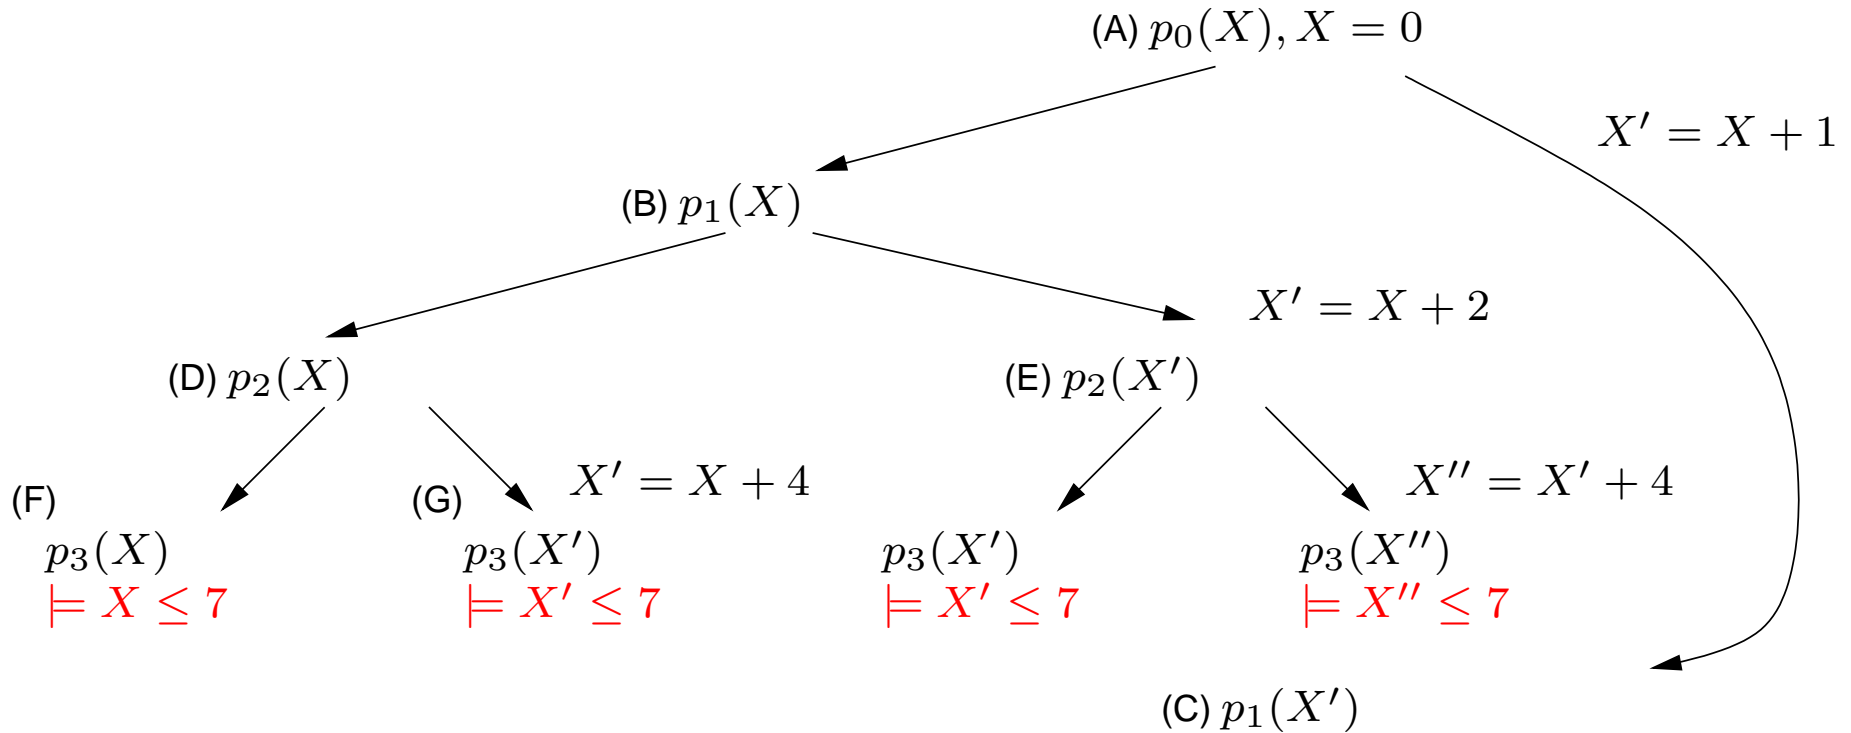 (A) p₀(X), X = 0
X′ = X + 1
(B) p₁(X)
X′ = X + 2
(D) p₂(X)
(E) p₂(X′)
(F)
(G)
X′ = X + 4
X″ = X′ + 4
p₃(X)
p₃(X′)
p₃(X′)
p₃(X″)
⊨ X ≤ 7
⊨ X′ ≤ 7
⊨ X′ ≤ 7
⊨ X″ ≤ 7
(C) p₁(X′)